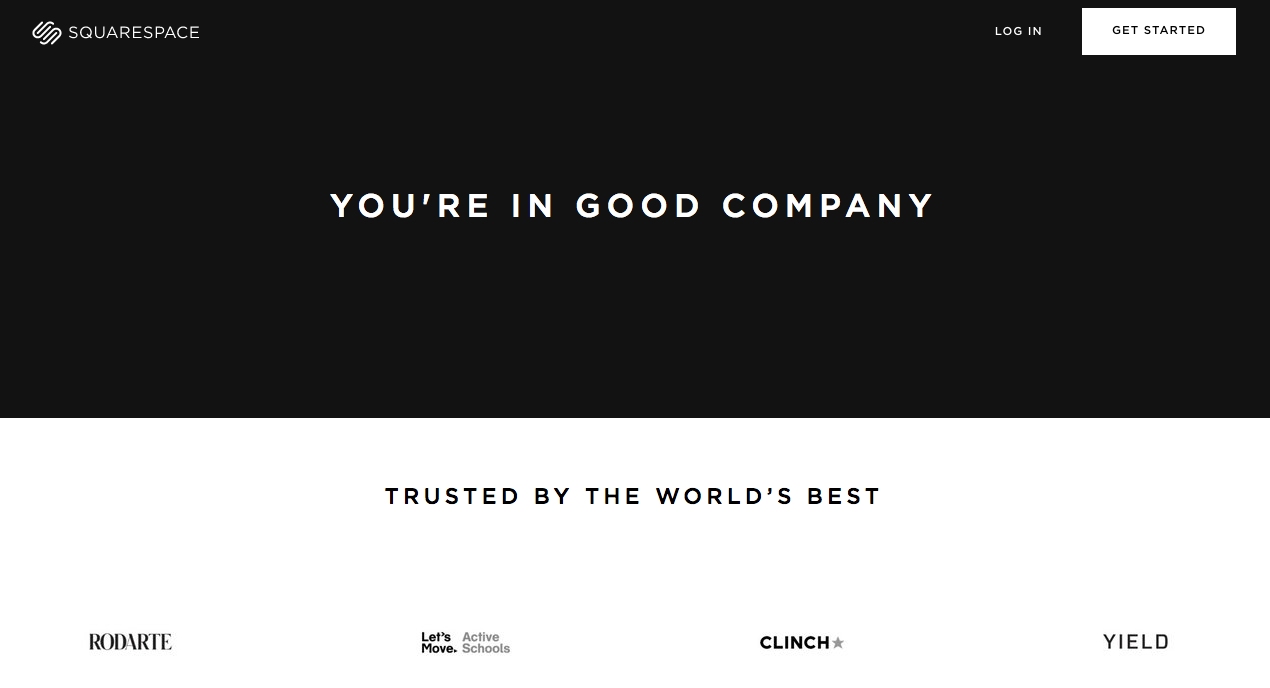 SQUARESPACE
LOG IN
GET STARTED
YOU'RE IN GOOD COMPANY
TRUSTED BY THE WORLD’S BEST
RODARTE
Let’s Active
Move. Schools
CLINCH
YIELD